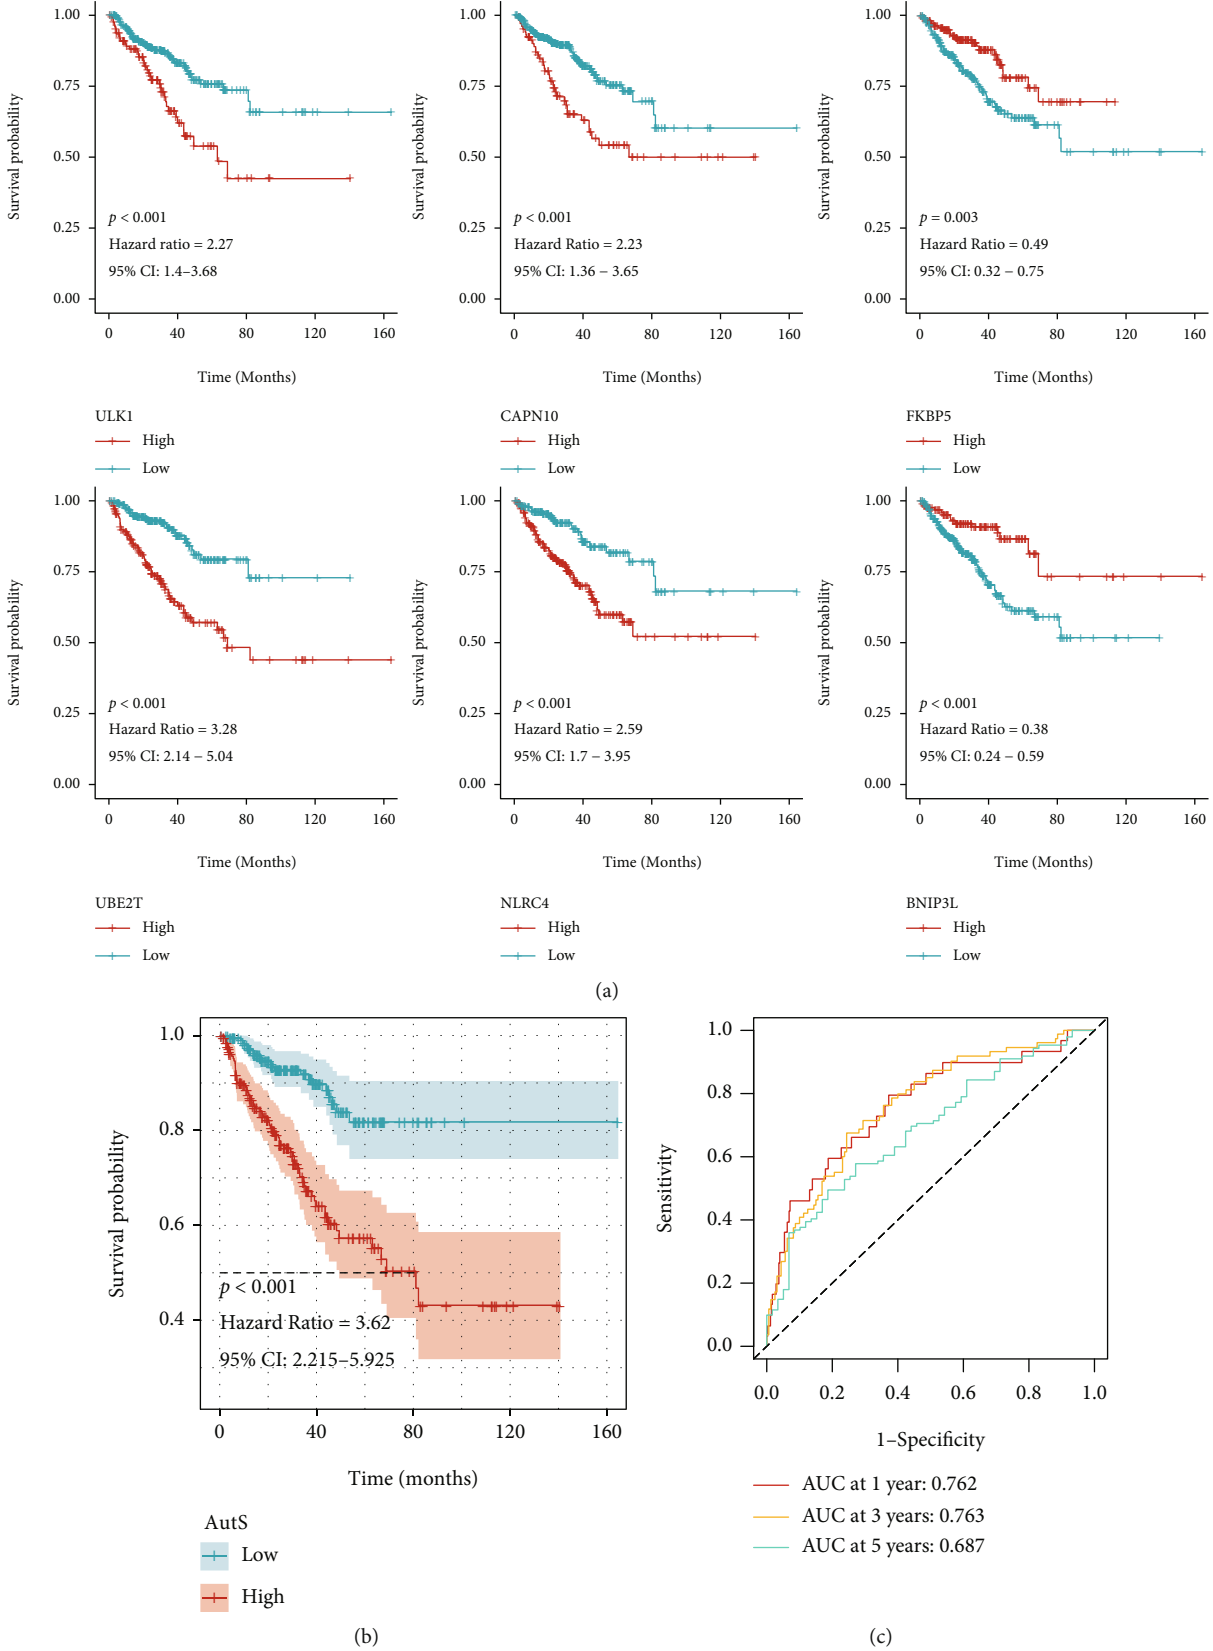 1.00
0.75
0.50
0.25
0.00
Survival probability
p < 0.001
Hazard ratio = 2.27
95% CI: 1.4–3.68
0 40 80 120 160
Time (Months)
ULK1
High
Low
1.00
0.75
0.50
0.25
0.00
Survival probability
p < 0.001
Hazard Ratio = 2.23
95% CI: 1.36 – 3.65
0 40 80 120 160
Time (Months)
CAPN10
High
Low
1.00
0.75
0.50
0.25
0.00
Survival probability
p = 0.003
Hazard Ratio = 0.49
95% CI: 0.32 – 0.75
0 40 80 120 160
Time (Months)
FKBP5
High
Low
1.00
0.75
0.50
0.25
0.00
Survival probability
p < 0.001
Hazard Ratio = 3.28
95% CI: 2.14 – 5.04
0 40 80 120 160
Time (Months)
UBE2T
High
Low
1.00
0.75
0.50
0.25
0.00
Survival probability
p < 0.001
Hazard Ratio = 2.59
95% CI: 1.7 – 3.95
0 40 80 120 160
Time (Months)
NLRC4
High
Low
1.00
0.75
0.50
0.25
0.00
Survival probability
p < 0.001
Hazard Ratio = 0.38
95% CI: 0.24 – 0.59
0 40 80 120 160
Time (Months)
BNIP3L
High
Low
(a)
1.0
0.8
0.6
0.4
Survival probability
p < 0.001
Hazard Ratio = 3.62
95% CI: 2.215–5.925
0 40 80 120 160
Time (months)
AutS
Low
High
(b)
1.0
0.8
0.6
0.4
0.2
0.0
Sensitivity
0.0 0.2 0.4 0.6 0.8 1.0
1–Specificity
AUC at 1 year: 0.762
AUC at 3 years: 0.763
AUC at 5 years: 0.687
(c)